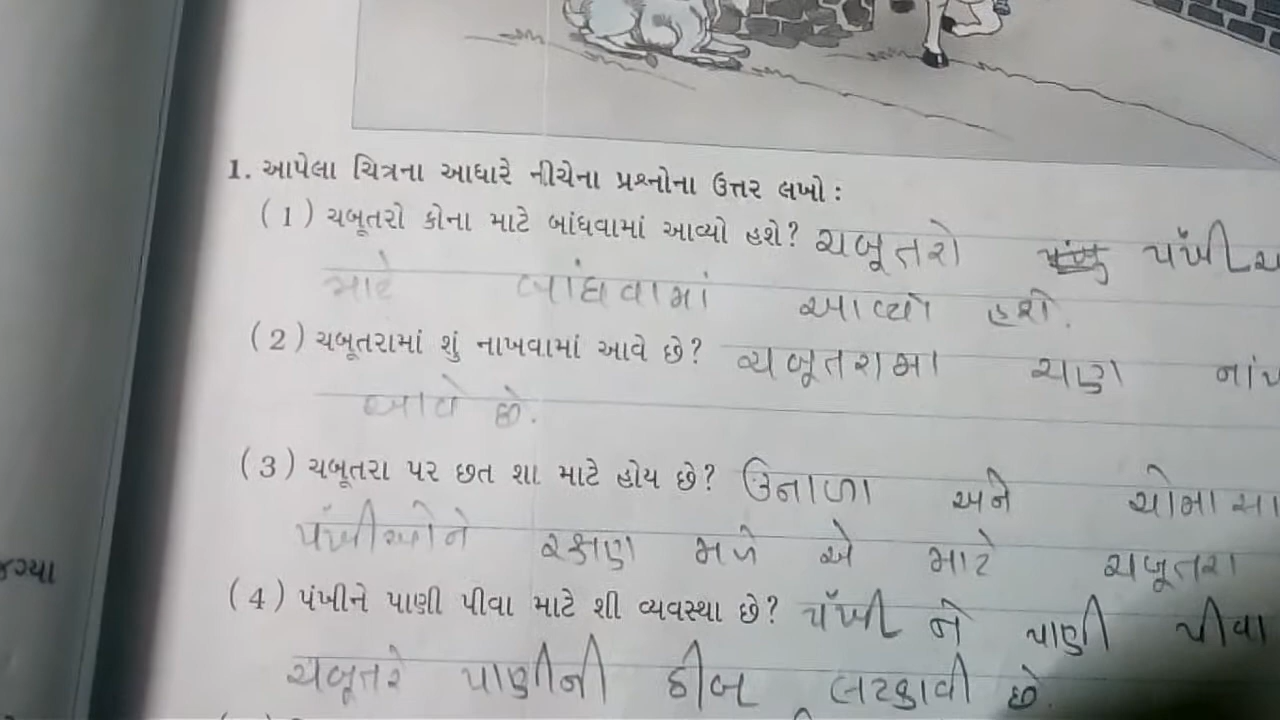 1. આપેલા ચિત્રના આધારે નીચેના પ્રશ્નોના ઉત્તર લખો :
(1) ચબૂતરો કોના માટે બાંધવામાં આવ્યો હશે? ચબૂતરો પઁખીઓ
માટે બાંધવામાં આવ્યો હશે.
(2) ચબૂતરામાં શું નાખવામાં આવે છે? ચબૂતરામા ચણ નાંખ
આવે છે.
(3) ચબૂતરા પર છત શા માટે હોય છે? ઉનાળા અને ચોમાસા
પઁખીઓને રક્ષણ મળે એ માટે ચબૂતરા
(4) પંખીને પાણી પીવા માટે શી વ્યવસ્થા છે? પઁખી ને પાણી પીવા
ચબૂતરે પાણીની ઠીબ લટકાવી છે.